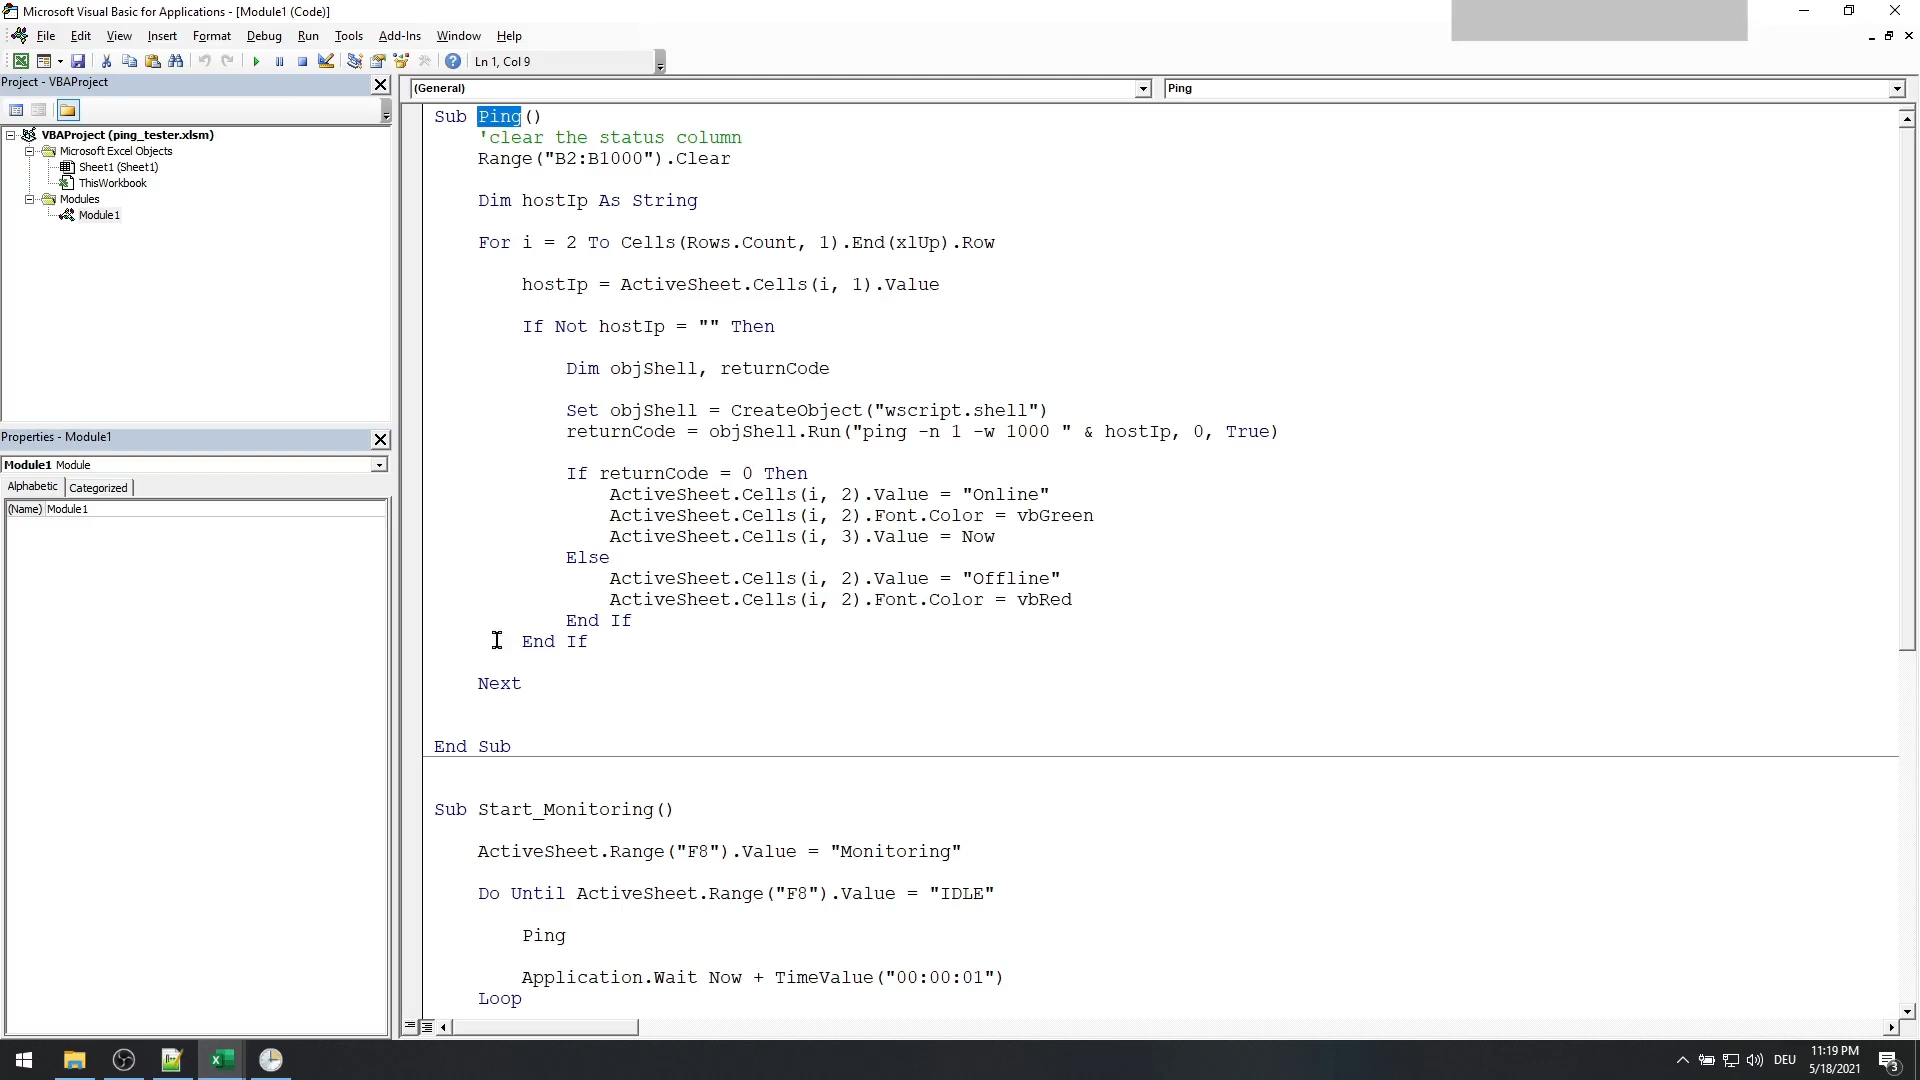 Microsoft Visual Basic for Applications - [Module1 (Code)]
File Edit View Insert Format Debug Run Tools Add-Ins Window Help
Ln 1, Col 9
Project - VBAProject
(General)
Ping
VBAProject (ping_tester.xlsm)
Microsoft Excel Objects
Sheet1 (Sheet1)
ThisWorkbook
Modules
Module1
Properties - Module1
Module1 Module
Alphabetic Categorized
(Name) Module1
Sub Ping()
'clear the status column
Range("B2:B1000").Clear
Dim hostIp As String
For i = 2 To Cells(Rows.Count, 1).End(xlUp).Row
hostIp = ActiveSheet.Cells(i, 1).Value
If Not hostIp = "" Then
Dim objShell, returnCode
Set objShell = CreateObject("wscript.shell")
returnCode = objShell.Run("ping -n 1 -w 1000 " & hostIp, 0, True)
If returnCode = 0 Then
ActiveSheet.Cells(i, 2).Value = "Online"
ActiveSheet.Cells(i, 2).Font.Color = vbGreen
ActiveSheet.Cells(i, 3).Value = Now
Else
ActiveSheet.Cells(i, 2).Value = "Offline"
ActiveSheet.Cells(i, 2).Font.Color = vbRed
End If
End If
Next
End Sub
Sub Start_Monitoring()
ActiveSheet.Range("F8").Value = "Monitoring"
Do Until ActiveSheet.Range("F8").Value = "IDLE"
Ping
Application.Wait Now + TimeValue("00:00:01")
Loop
DEU
11:19 PM
5/18/2021
3